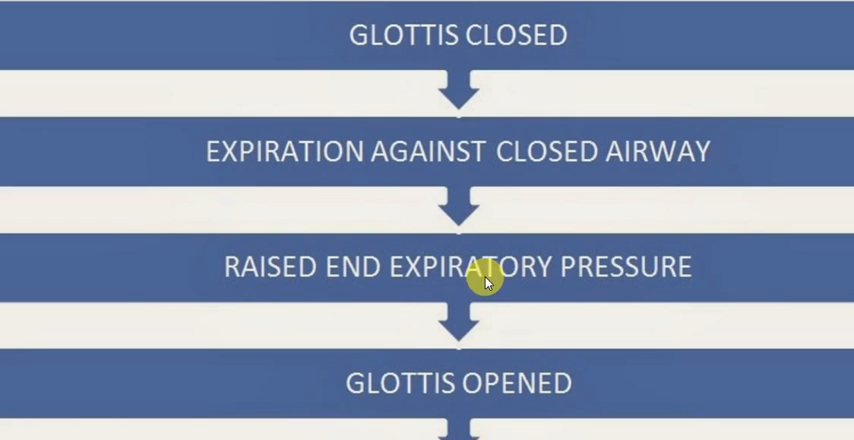 GLOTTIS CLOSED
EXPIRATION AGAINST CLOSED AIRWAY
RAISED END EXPIRATORY PRESSURE
GLOTTIS OPENED